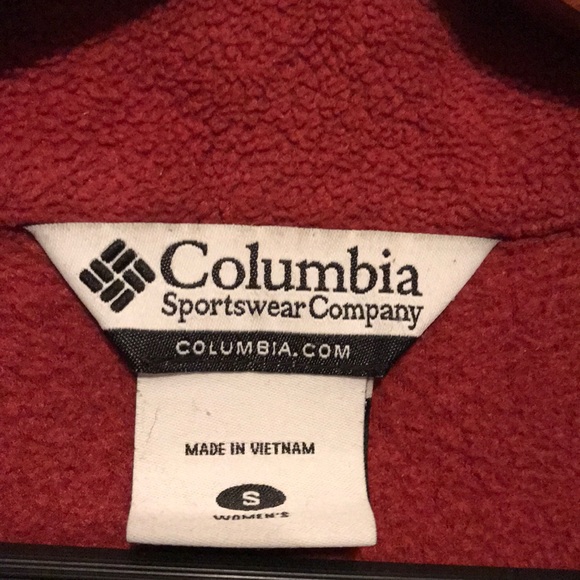 Columbia
Sportswear Company
COLUMBIA.COM
MADE IN VIETNAM
S
WOMEN'S